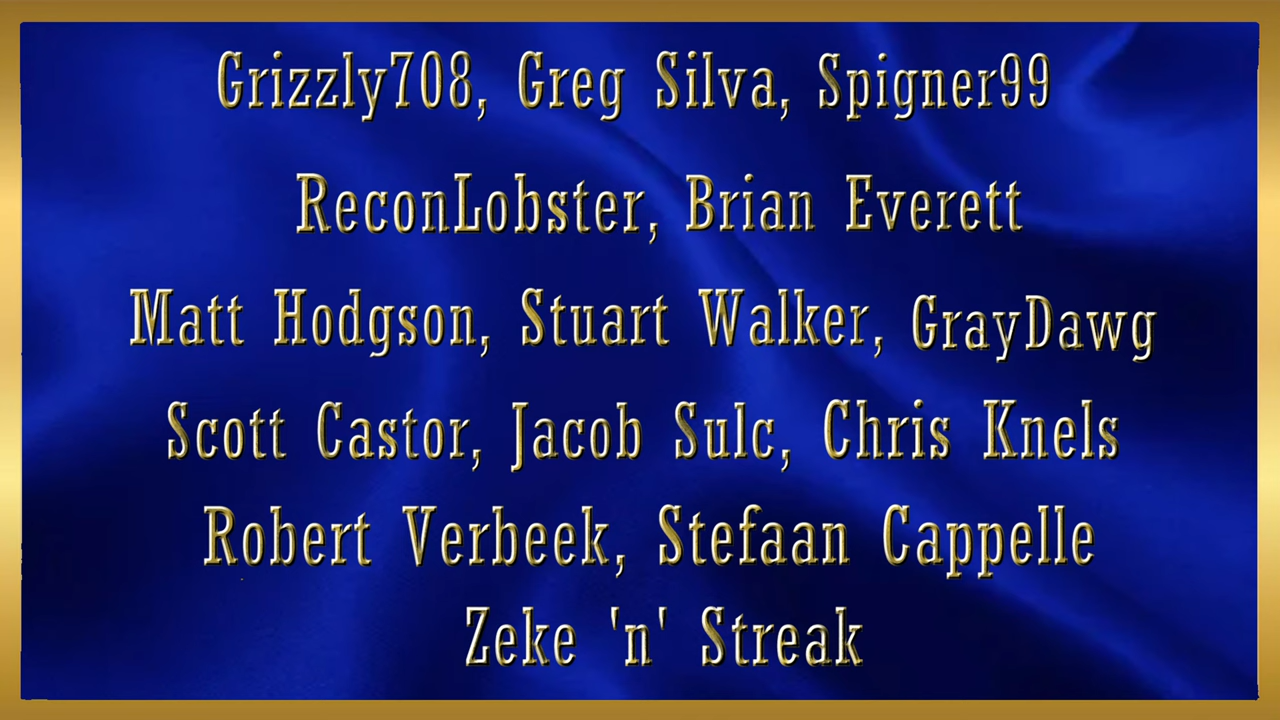 Grizzly708, Greg Silva, Spigner99
ReconLobster, Brian Everett
Matt Hodgson, Stuart Walker, GrayDawg
Scott Castor, Jacob Sulc, Chris Knels
Robert Verbeek, Stefaan Cappelle
Zeke 'n' Streak